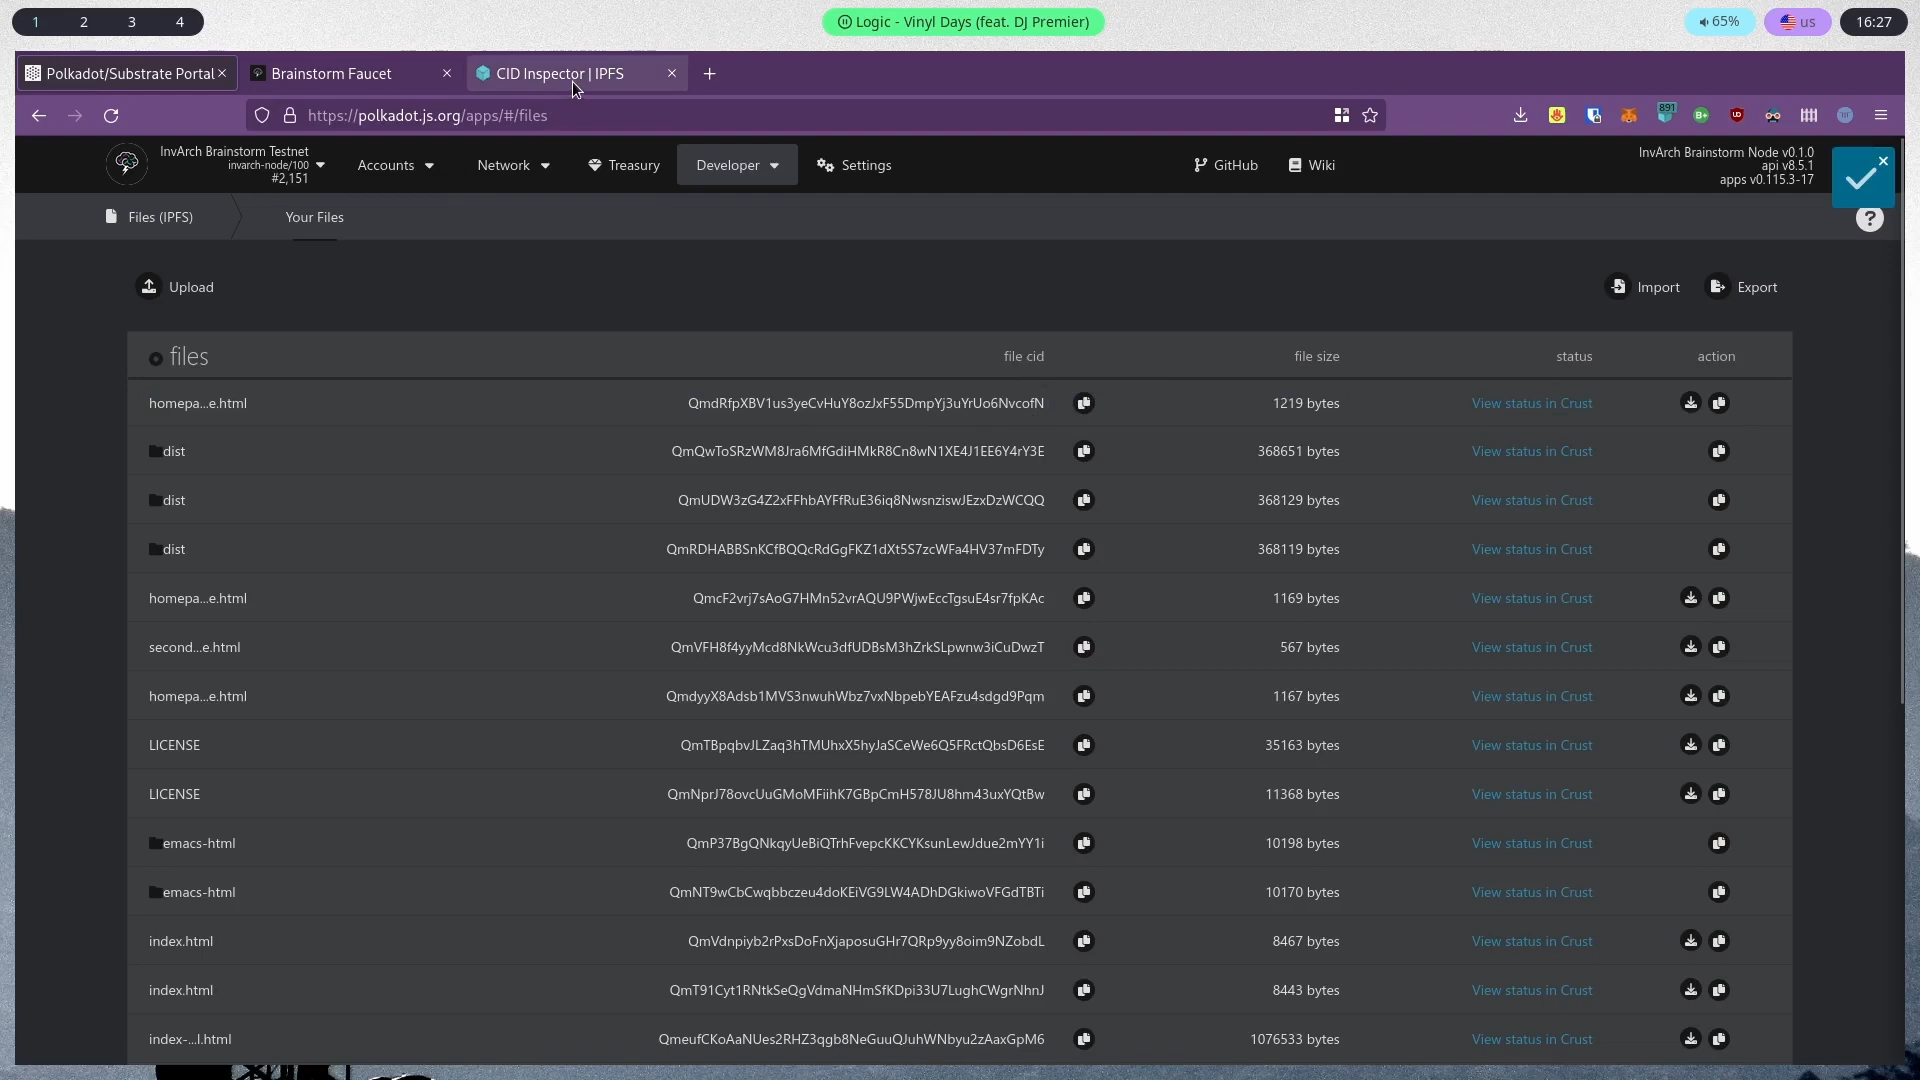 1 2 3 4
Logic - Vinyl Days (feat. DJ Premier)
65%
us
16:27
Polkadot/Substrate Portal
Brainstorm Faucet
CID Inspector | IPFS
https://polkadot.js.org/apps/#/files
891
InvArch Brainstorm Testnet
invarch-node/100
#2,151
Accounts
Network
Treasury
Developer
Settings
GitHub
Wiki
InvArch Brainstorm Node v0.1.0
api v8.5.1
apps v0.115.3-17
Files (IPFS)
Your Files
?
Upload
Import
Export
files file cid file size status action
homepa...e.html QmdRfpXBV1us3yeCvHuY8ozJxF55DmpYj3uYrUo6NvcofN 1219 bytes View status in Crust
dist QmQwToSRzWM8Jra6MfGdiHMkR8Cn8wN1XE4J1EE6Y4rY3E 368651 bytes View status in Crust
dist QmUDW3zG4Z2xFFhbAYFfRuE36iq8NwsnziswJEzxDzWCQQ 368129 bytes View status in Crust
dist QmRDHABBSnKCfBQQcRdGgFKZ1dXt5S7zcWFa4HV37mFDTy 368119 bytes View status in Crust
homepa...e.html QmcF2vrj7sAoG7HMn52vrAQU9PWjwEccTgsuE4sr7fpKAc 1169 bytes View status in Crust
second...e.html QmVFH8f4yyMcd8NkWcu3dfUDBsM3hZrkSLpwnw3iCuDwzT 567 bytes View status in Crust
homepa...e.html QmdyyX8Adsb1MVS3nwuhWbz7vxNbpebYEAFzu4sdgd9Pqm 1167 bytes View status in Crust
LICENSE QmTBpqbvJLZaq3hTMUhxX5hyJaSCeWe6Q5FRctQbsD6EsE 35163 bytes View status in Crust
LICENSE QmNprJ78ovcUuGMoMFiihK7GBpCmH578JU8hm43uxYQtBw 11368 bytes View status in Crust
emacs-html QmP37BgQNkqyUeBiQTrhFvepcKKCYKsunLewJdue2mYY1i 10198 bytes View status in Crust
emacs-html QmNT9wCbCwqbbczeu4doKEiVG9LW4ADhDGkiwoVFGdTBTi 10170 bytes View status in Crust
index.html QmVdnpiyb2rPxsDoFnXjaposuGHr7QRp9yy8oim9NZobdL 8467 bytes View status in Crust
index.html QmT91Cyt1RNtkSeQgVdmaNHmSfKDpi33U7LughCWgrNhnJ 8443 bytes View status in Crust
index-...l.html QmeufCKoAaNUes2RHZ3qgb8NeGuuQJuhWNbyu2zAaxGpM6 1076533 bytes View status in Crust